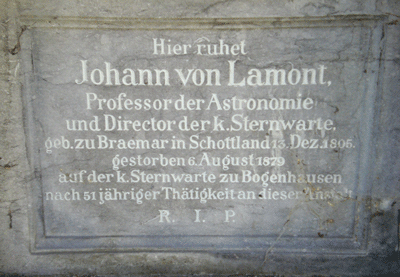 Hier ruhet
Johann von Lamont,
Professor der Astronomie
und Director der k. Sternwarte,
geb. zu Braemar in Schottland 13. Dez. 1805.
gestorben 6. August 1879
auf der k. Sternwarte zu Bogenhausen
nach 51 jähriger Thätigkeit an dieser Anstalt
R. I. P.